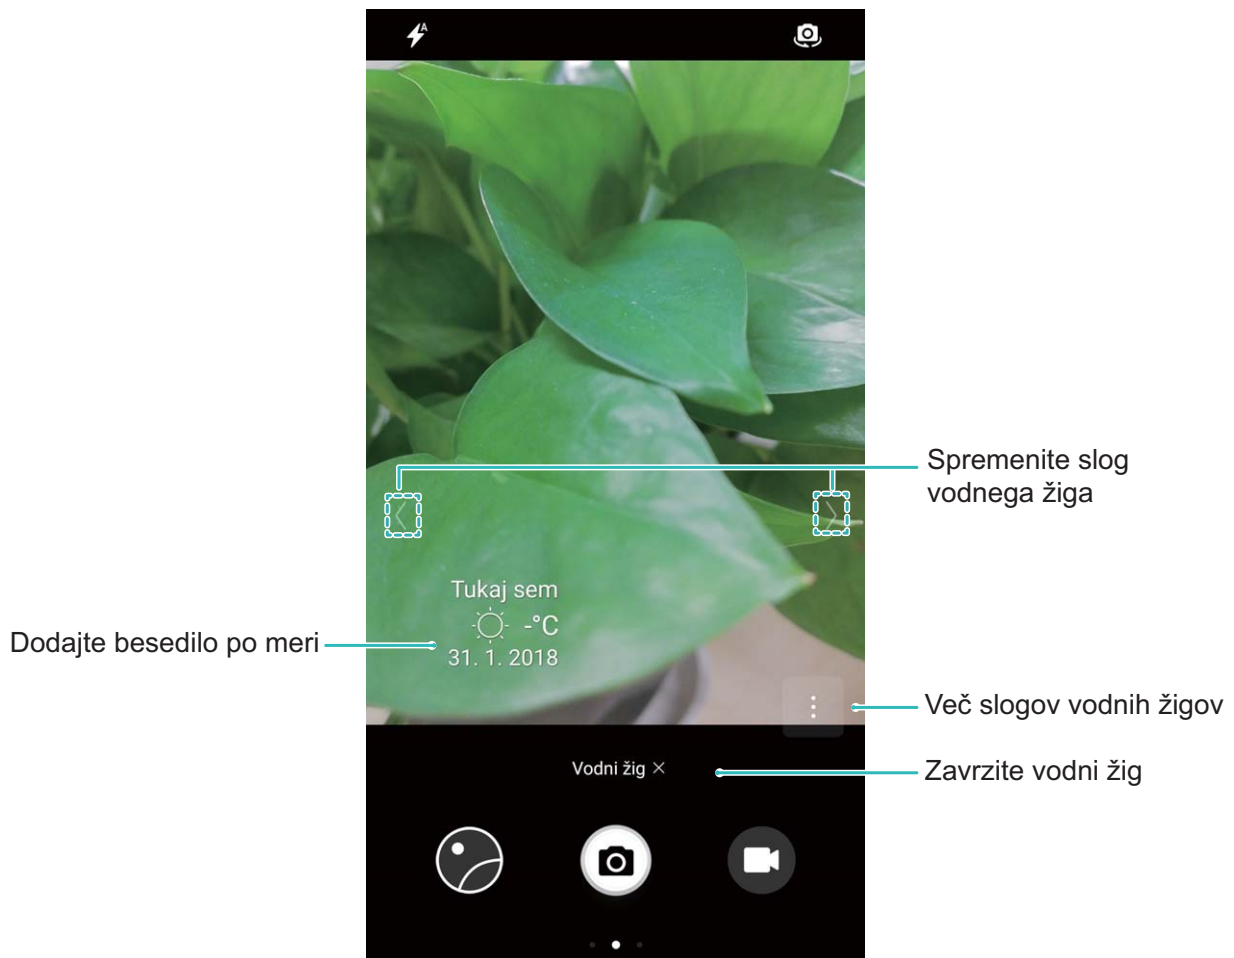 A
Spremenite slog
vodnega žiga
Tukaj sem
-°C
Dodajte besedilo po meri
31. 1. 2018
Več slogov vodnih žigov
Vodni žig ×
Zavrzite vodni žig